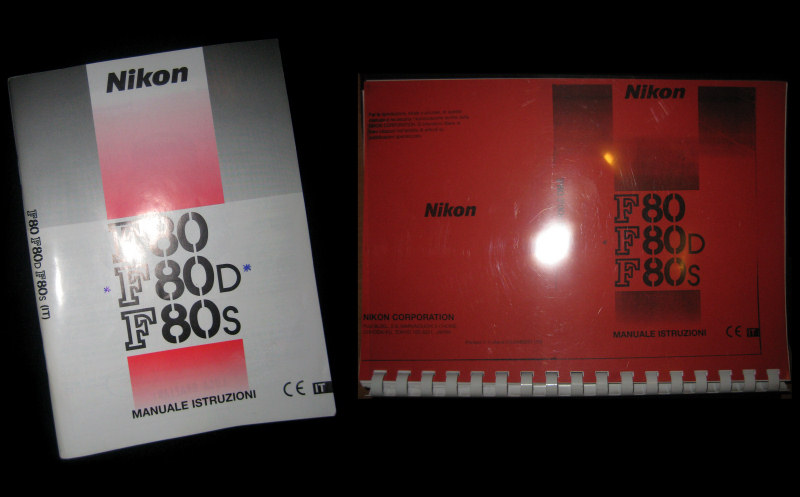 Nikon
F80
* F80D *
F80S
MANUALE ISTRUZIONI
CE IT
F80 F80D F80S (IT)
Nikon
Nikon
F80
F80D
F80S
NIKON CORPORATION
MANUALE ISTRUZIONI
CE IT